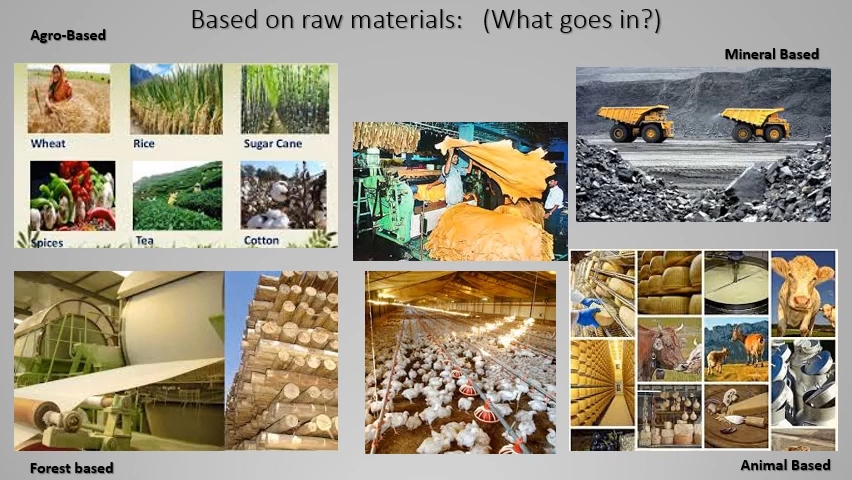 Based on raw materials:   (What goes in?)
Agro-Based
Mineral Based
Wheat
Rice
Sugar Cane
Spices
Tea
Cotton
Forest based
Animal Based